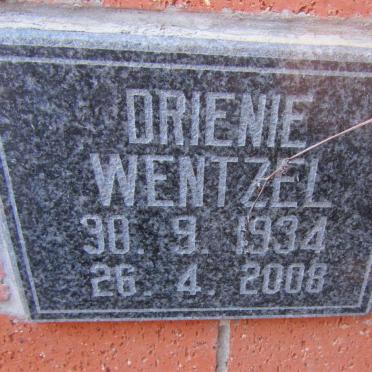 DRIENIE
WENTZEL
30. 9. 1934
26. 4. 2008